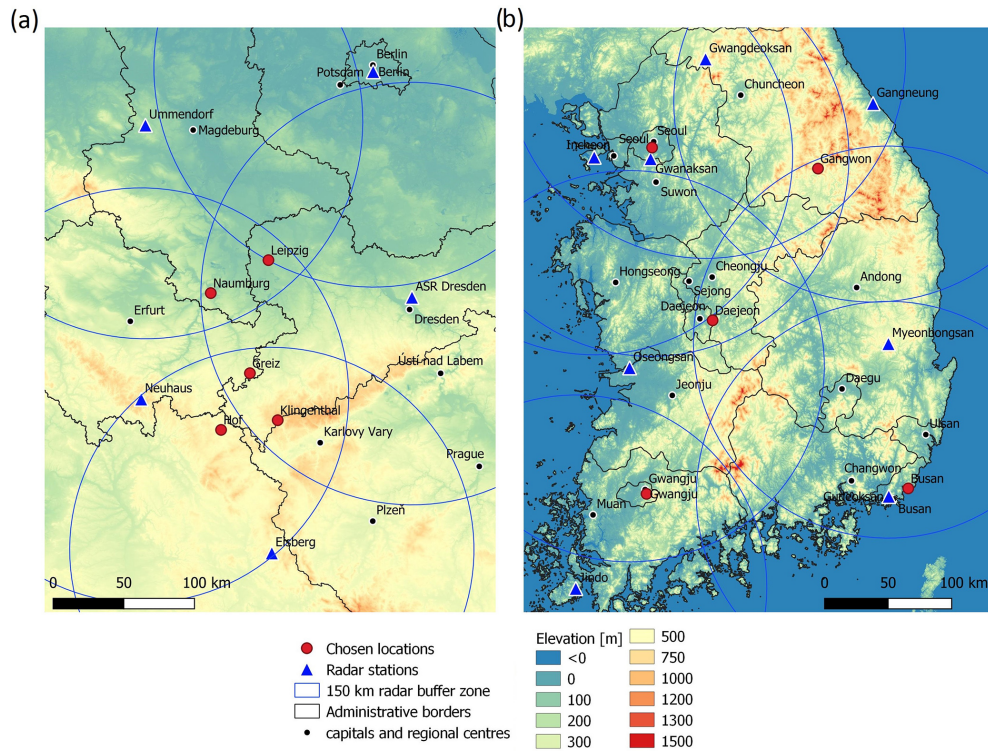 (a)
Berlin
Potsdam
Berlin
Ummendorf
Magdeburg
Leipzig
Naumburg
ASR Dresden
Erfurt
Dresden
Greiz
Ústí nad Labem
Neuhaus
Klingenthal
Hof
Karlovy Vary
Prague
Plzeň
Eisberg
0 50 100 km
(b)
Gwangdeoksan
Chuncheon
Gangneung
Seoul
Incheon
Seoul
Gwanaksan
Gangwon
Suwon
Hongseong
Cheongju
Sejong
Andong
Daejeon
Daejeon
Myeonbongsan
Oseongsan
Jeonju
Daegu
Ulsan
Gwangju
Gwangju
Changwon
Busan
Gudeoksan
Busan
Muan
Jindo
0 50 100 km
Chosen locations
Radar stations
150 km radar buffer zone
Administrative borders
capitals and regional centres
Elevation [m]
<0
0
100
200
300
500
750
1000
1200
1300
1500